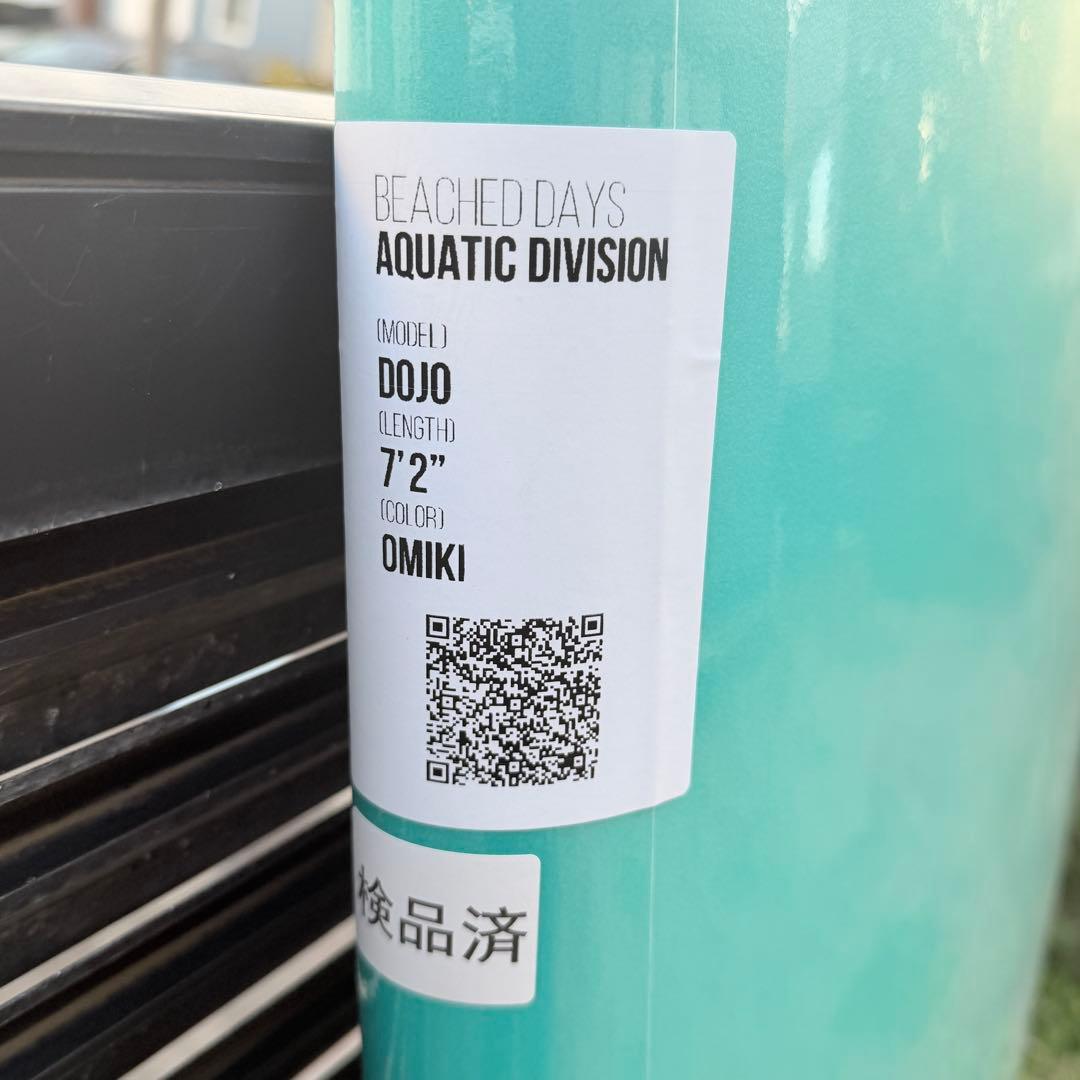 BEACHED DAYS
AQUATIC DIVISION
(MODEL)
DOJO
(LENGTH)
7'2”
(COLOR)
OMIKI
検品済